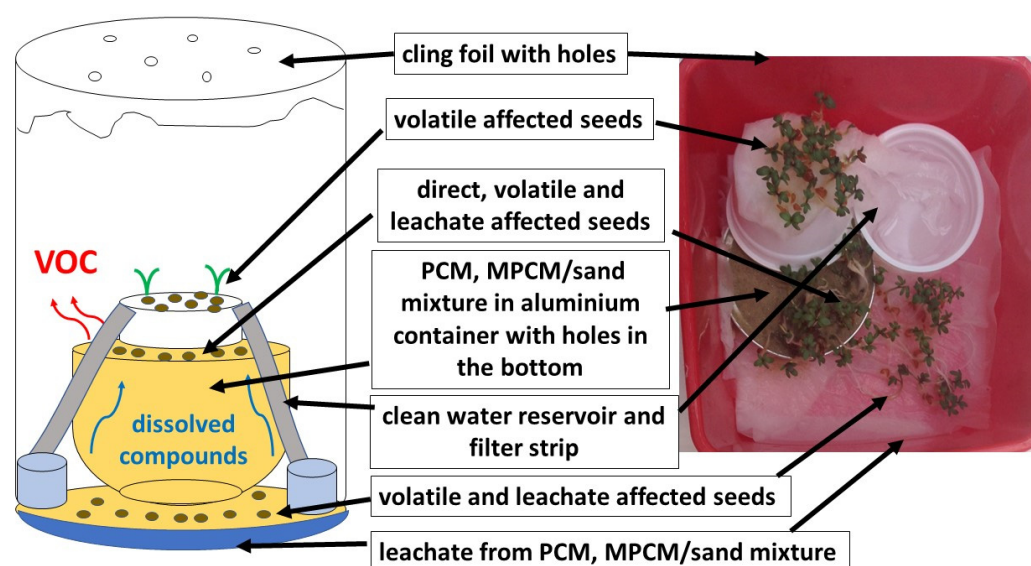 cling foil with holes
volatile affected seeds
direct, volatile and
leachate affected seeds
VOC
PCM, MPCM/sand
mixture in aluminium
container with holes in
the bottom
dissolved
compounds
clean water reservoir and
filter strip
volatile and leachate affected seeds
leachate from PCM, MPCM/sand mixture